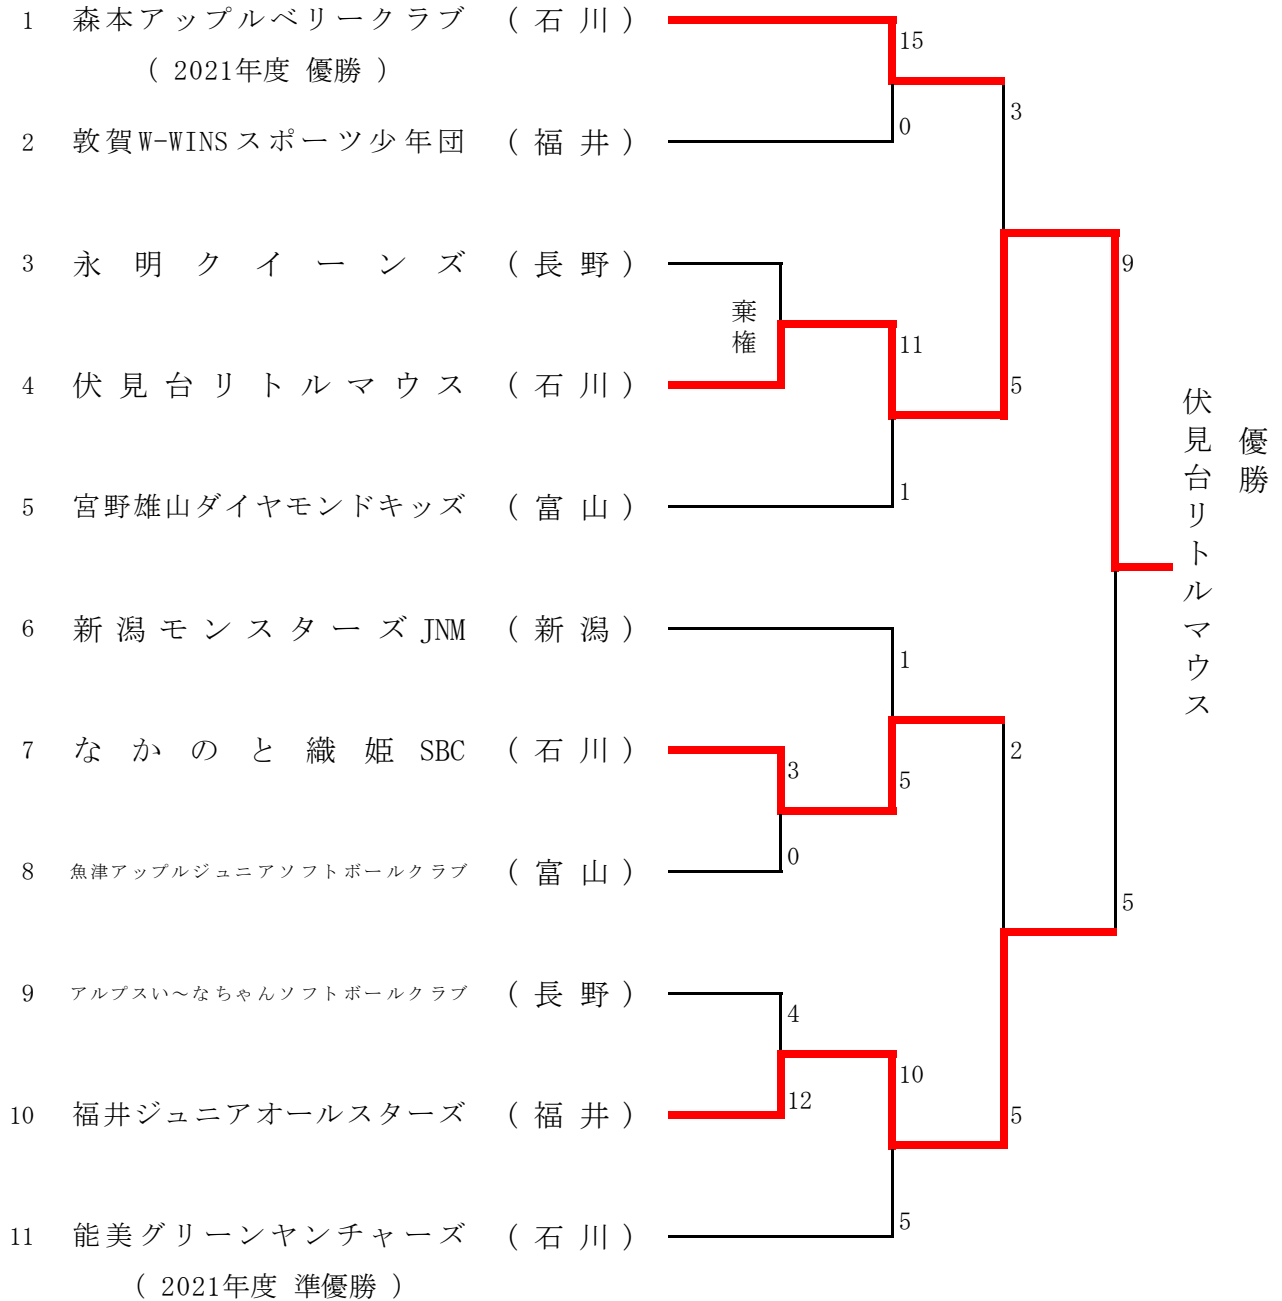 1 森本アップルベリークラブ (石川)
( 2021年度 優勝 )
2 敦賀W-WINSスポーツ少年団 (福井)
3 永明クイーンズ (長野)
4 伏見台リトルマウス (石川)
5 宮野雄山ダイヤモンドキッズ (富山)
6 新潟モンスターズJNM (新潟)
7 なかのと織姫SBC (石川)
8 魚津アップルジュニアソフトボールクラブ (富山)
9 アルプスい～なちゃんソフトボールクラブ (長野)
10 福井ジュニアオールスターズ (福井)
11 能美グリーンヤンチャーズ (石川)
( 2021年度 準優勝 )
棄権
3
0
4
12
15
0
11
1
1
5
10
5
3
5
2
5
9
5
優勝
伏見台リトルマウス